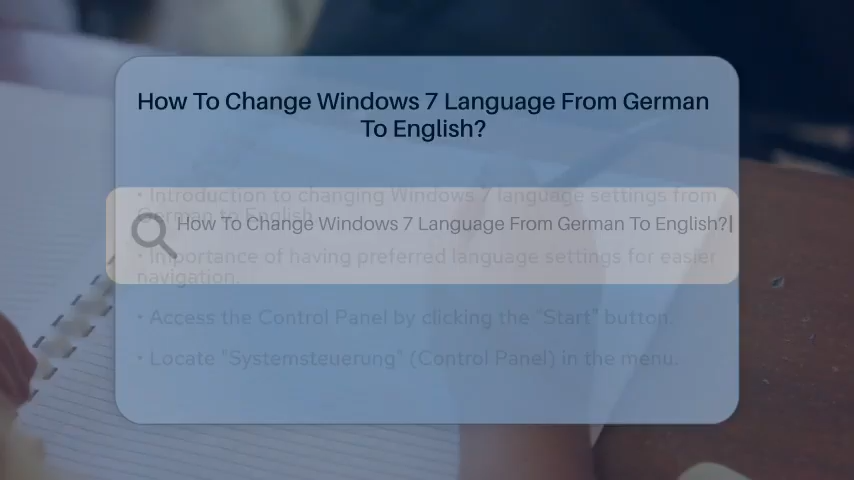 How To Change Windows 7 Language From German
To English?
• Introduction to changing Windows 7 language settings from
German to English.
How To Change Windows 7 Language From German To English?
• Importance of having preferred language settings for easier
navigation.
• Access the Control Panel by clicking the "Start" button.
• Locate "Systemsteuerung" (Control Panel) in the menu.